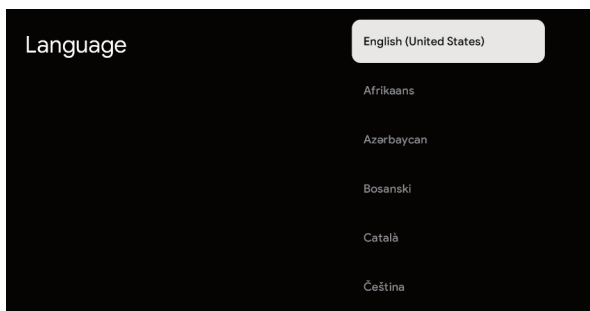 Language
English (United States)
Afrikaans
Azərbaycan
Bosanski
Català
Čeština